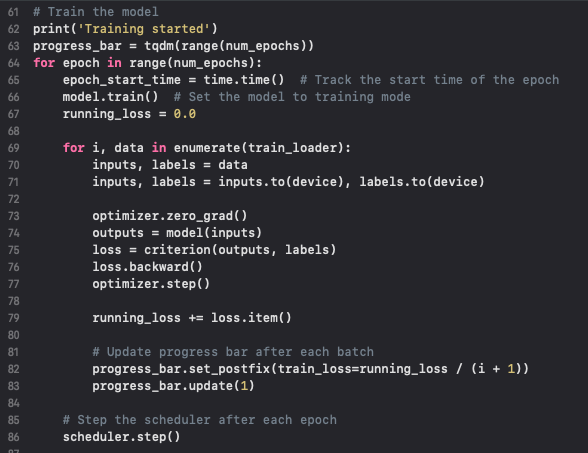 61 # Train the model
62 print('Training started')
63 progress_bar = tqdm(range(num_epochs))
64 for epoch in range(num_epochs):
65     epoch_start_time = time.time()  # Track the start time of the epoch
66     model.train()  # Set the model to training mode
67     running_loss = 0.0
68
69     for i, data in enumerate(train_loader):
70         inputs, labels = data
71         inputs, labels = inputs.to(device), labels.to(device)
72
73         optimizer.zero_grad()
74         outputs = model(inputs)
75         loss = criterion(outputs, labels)
76         loss.backward()
77         optimizer.step()
78
79         running_loss += loss.item()
80
81         # Update progress bar after each batch
82         progress_bar.set_postfix(train_loss=running_loss / (i + 1))
83         progress_bar.update(1)
84
85     # Step the scheduler after each epoch
86     scheduler.step()